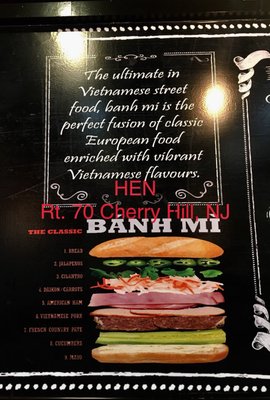 The ultimate in
Vietnamese street
food, banh mi is the
perfect fusion of classic
European food
enriched with vibrant
Vietnamese flavours.
HEN
Rt. 70 Cherry Hill, NJ
THE CLASSIC BANH MI
1. BREAD
2. JALAPENOS
3. CILANTRO
4. DAIKON+CARROTS
5. AMERICAN HAM
6. VIETNAMESE PORK
7. FRENCH COUNTRY PATE
8. CUCUMBERS
9. MAYO